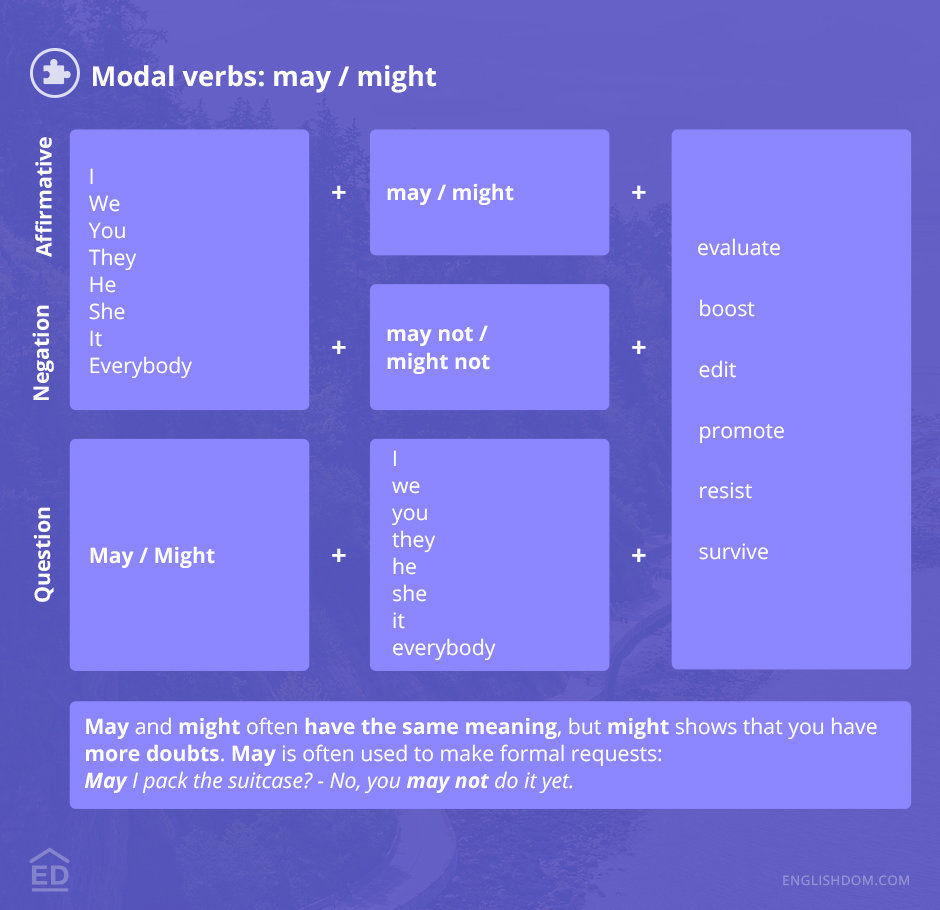 Modal verbs: may / might
Affirmative
Negation
I
We
You
They
He
She
It
Everybody
+
may / might
+
+
may not /
might not
+
evaluate
boost
edit
promote
resist
survive
Question
May / Might
+
I
we
you
they
he
she
it
everybody
+
May and might often have the same meaning, but might shows that you have
more doubts. May is often used to make formal requests:
May I pack the suitcase? - No, you may not do it yet.
ED
ENGLISHDOM.COM